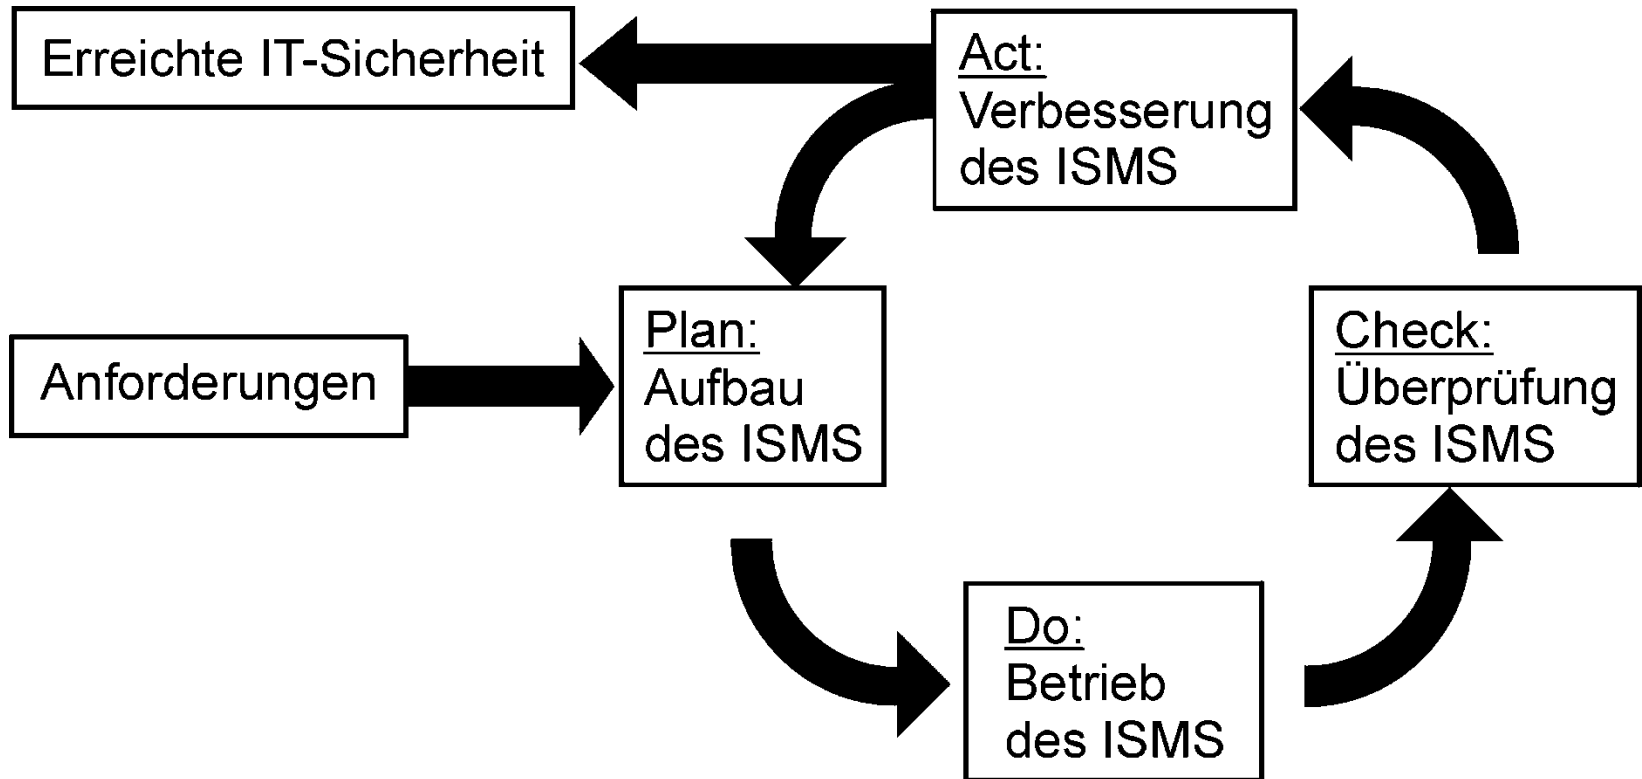 Erreichte IT-Sicherheit
Act:
Verbesserung
des ISMS
Anforderungen
Plan:
Aufbau
des ISMS
Check:
Überprüfung
des ISMS
Do:
Betrieb
des ISMS